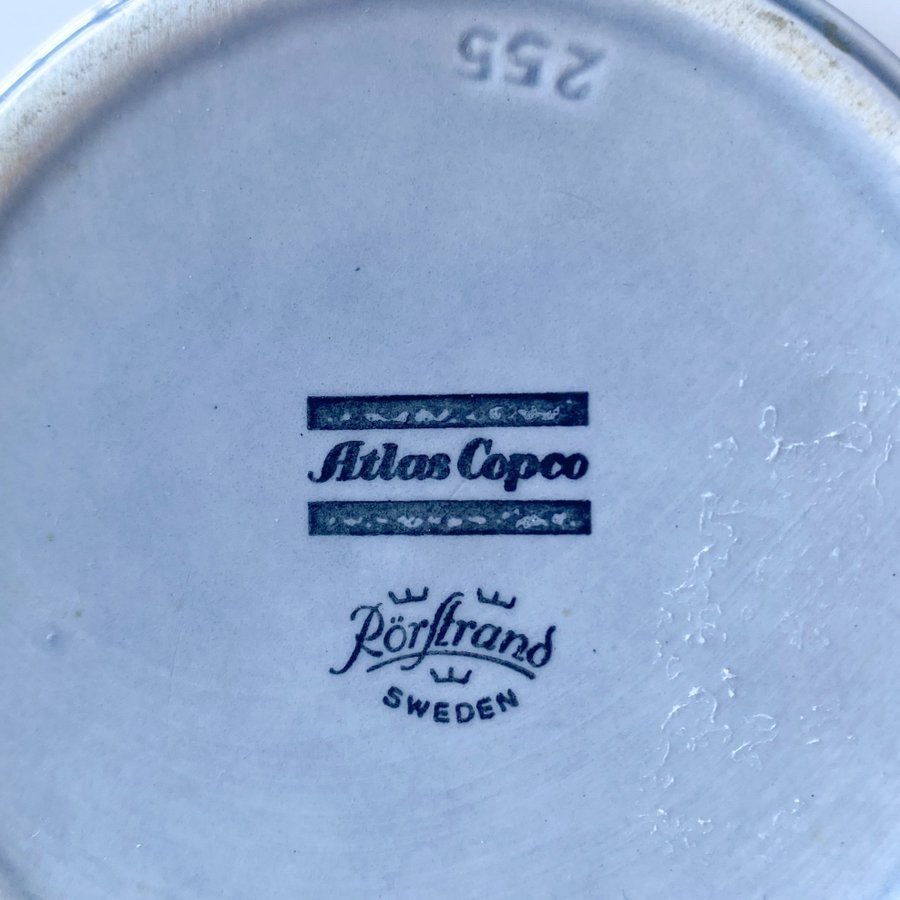 255
Atlas Copco
Rörstrand
SWEDEN